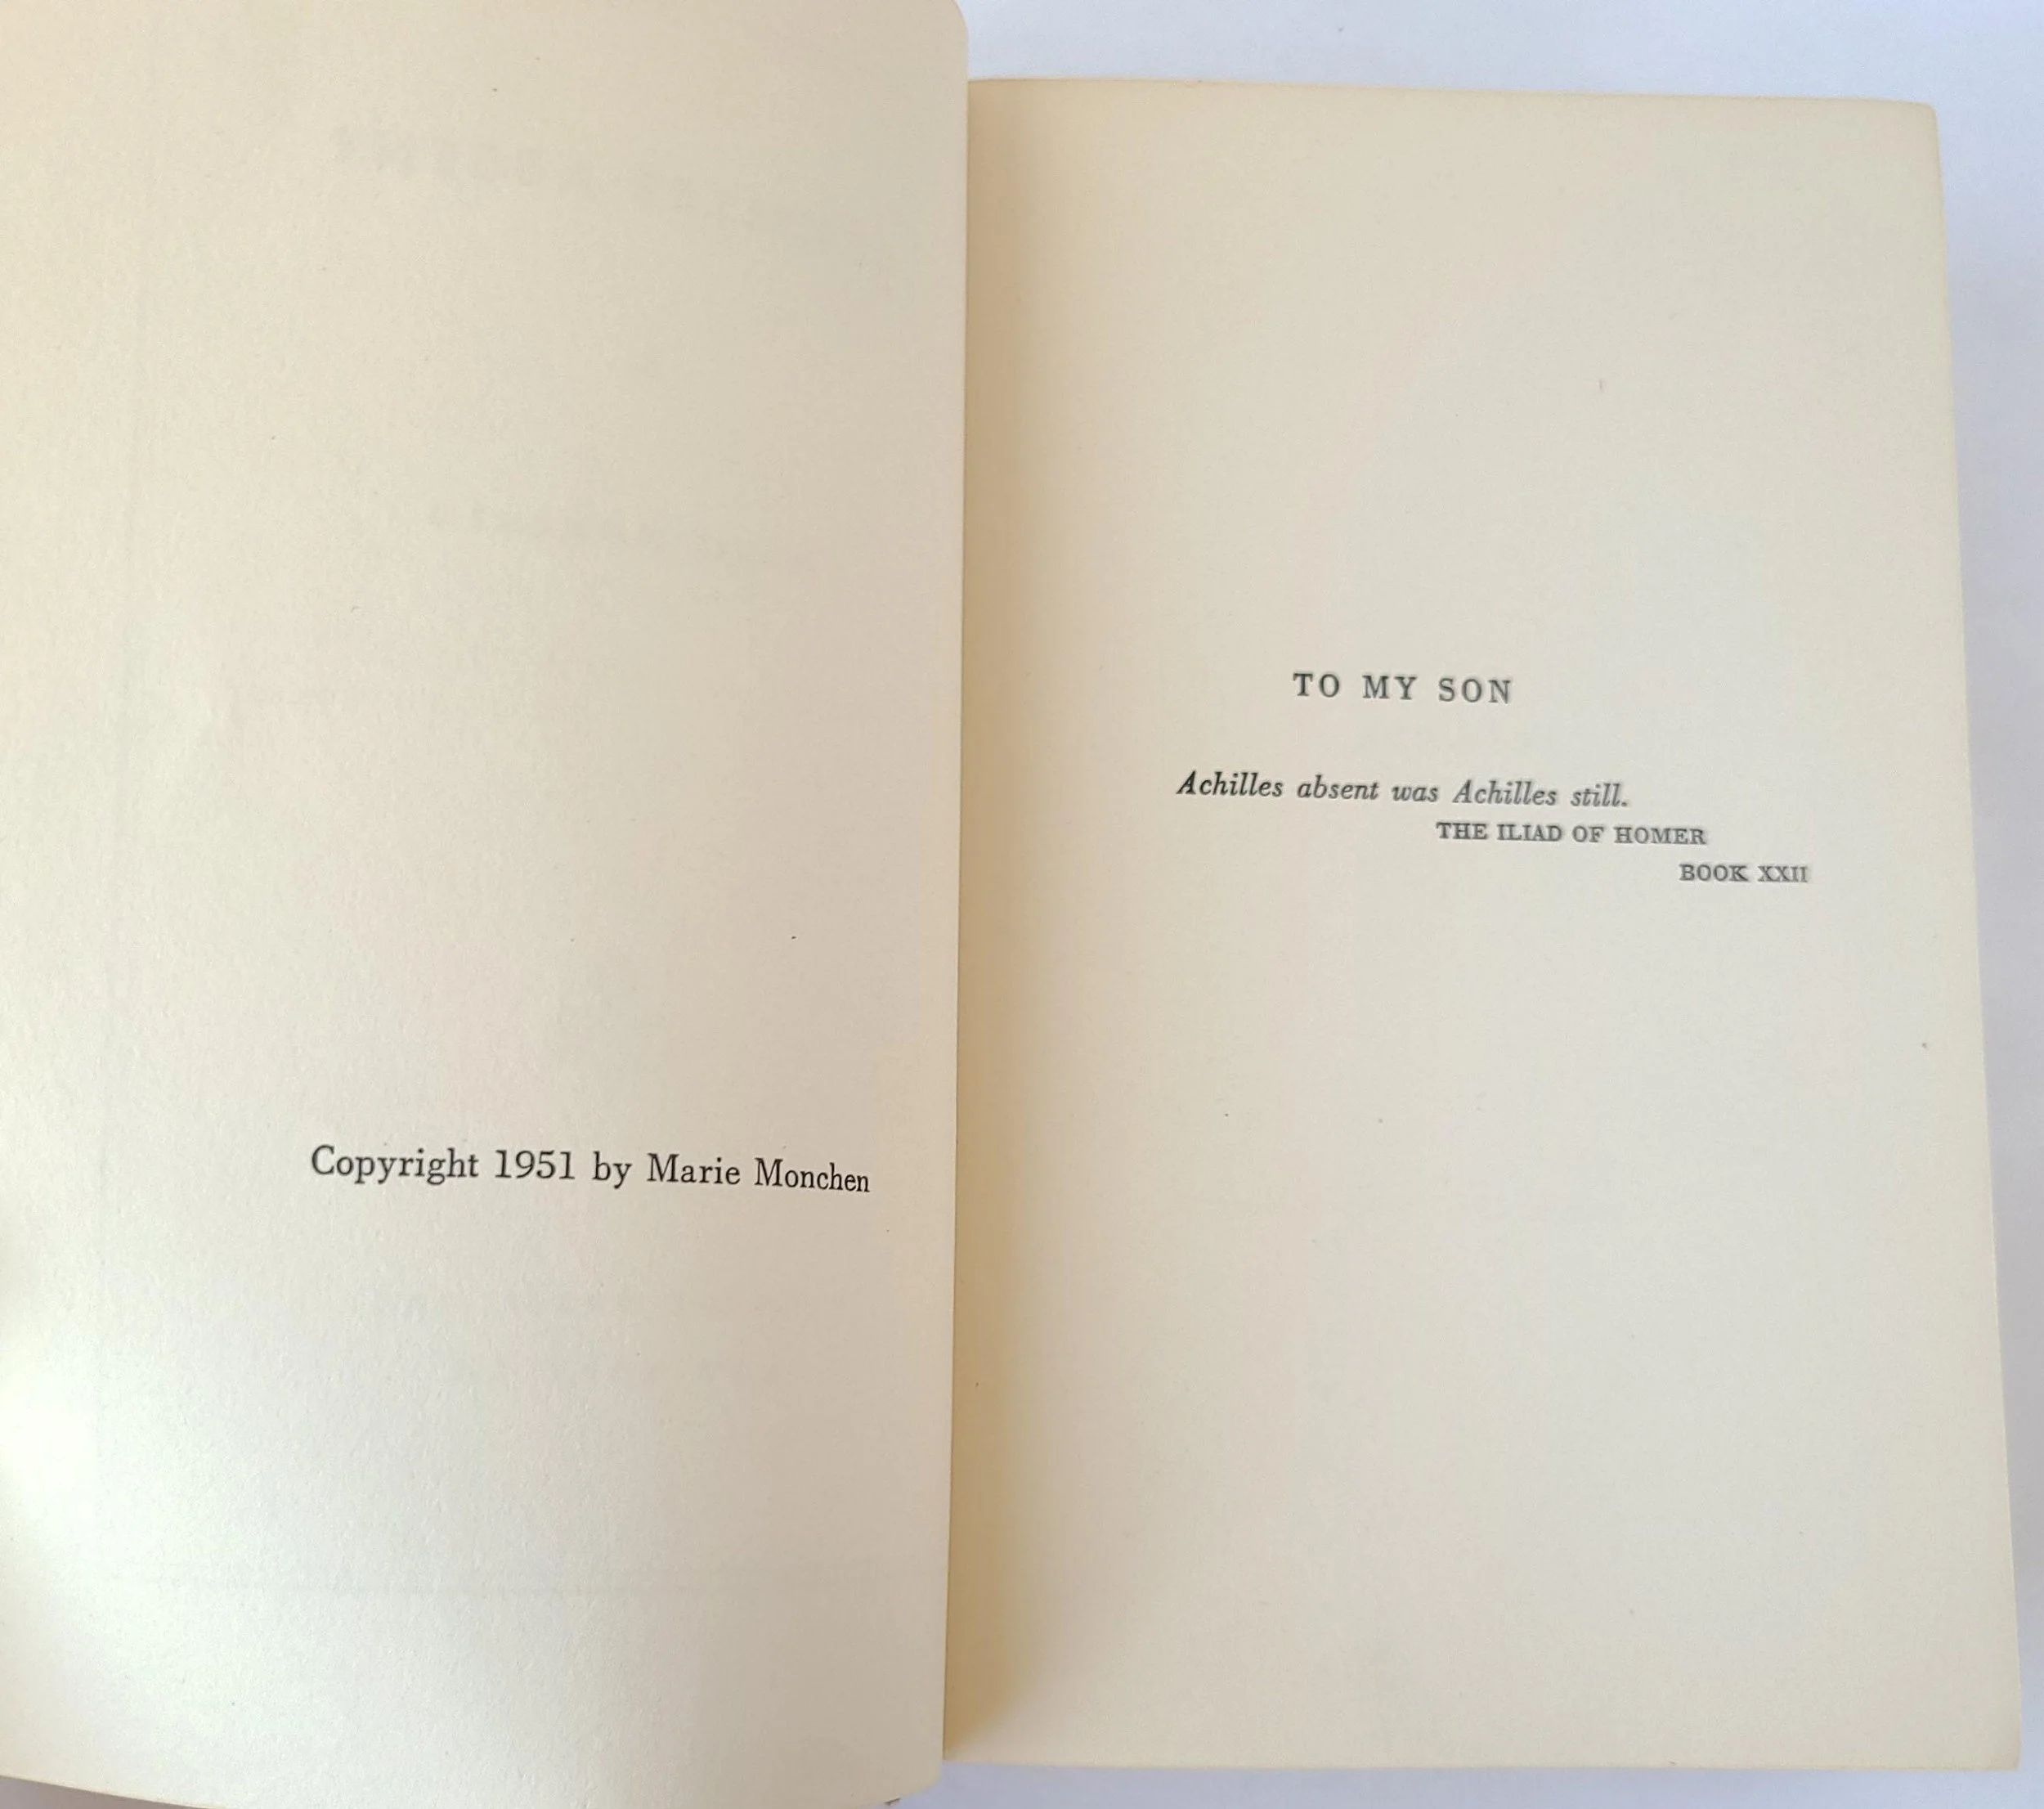 Copyright 1951 by Marie Monchen
TO MY SON
Achilles absent was Achilles still.
THE ILIAD OF HOMER
BOOK XXII